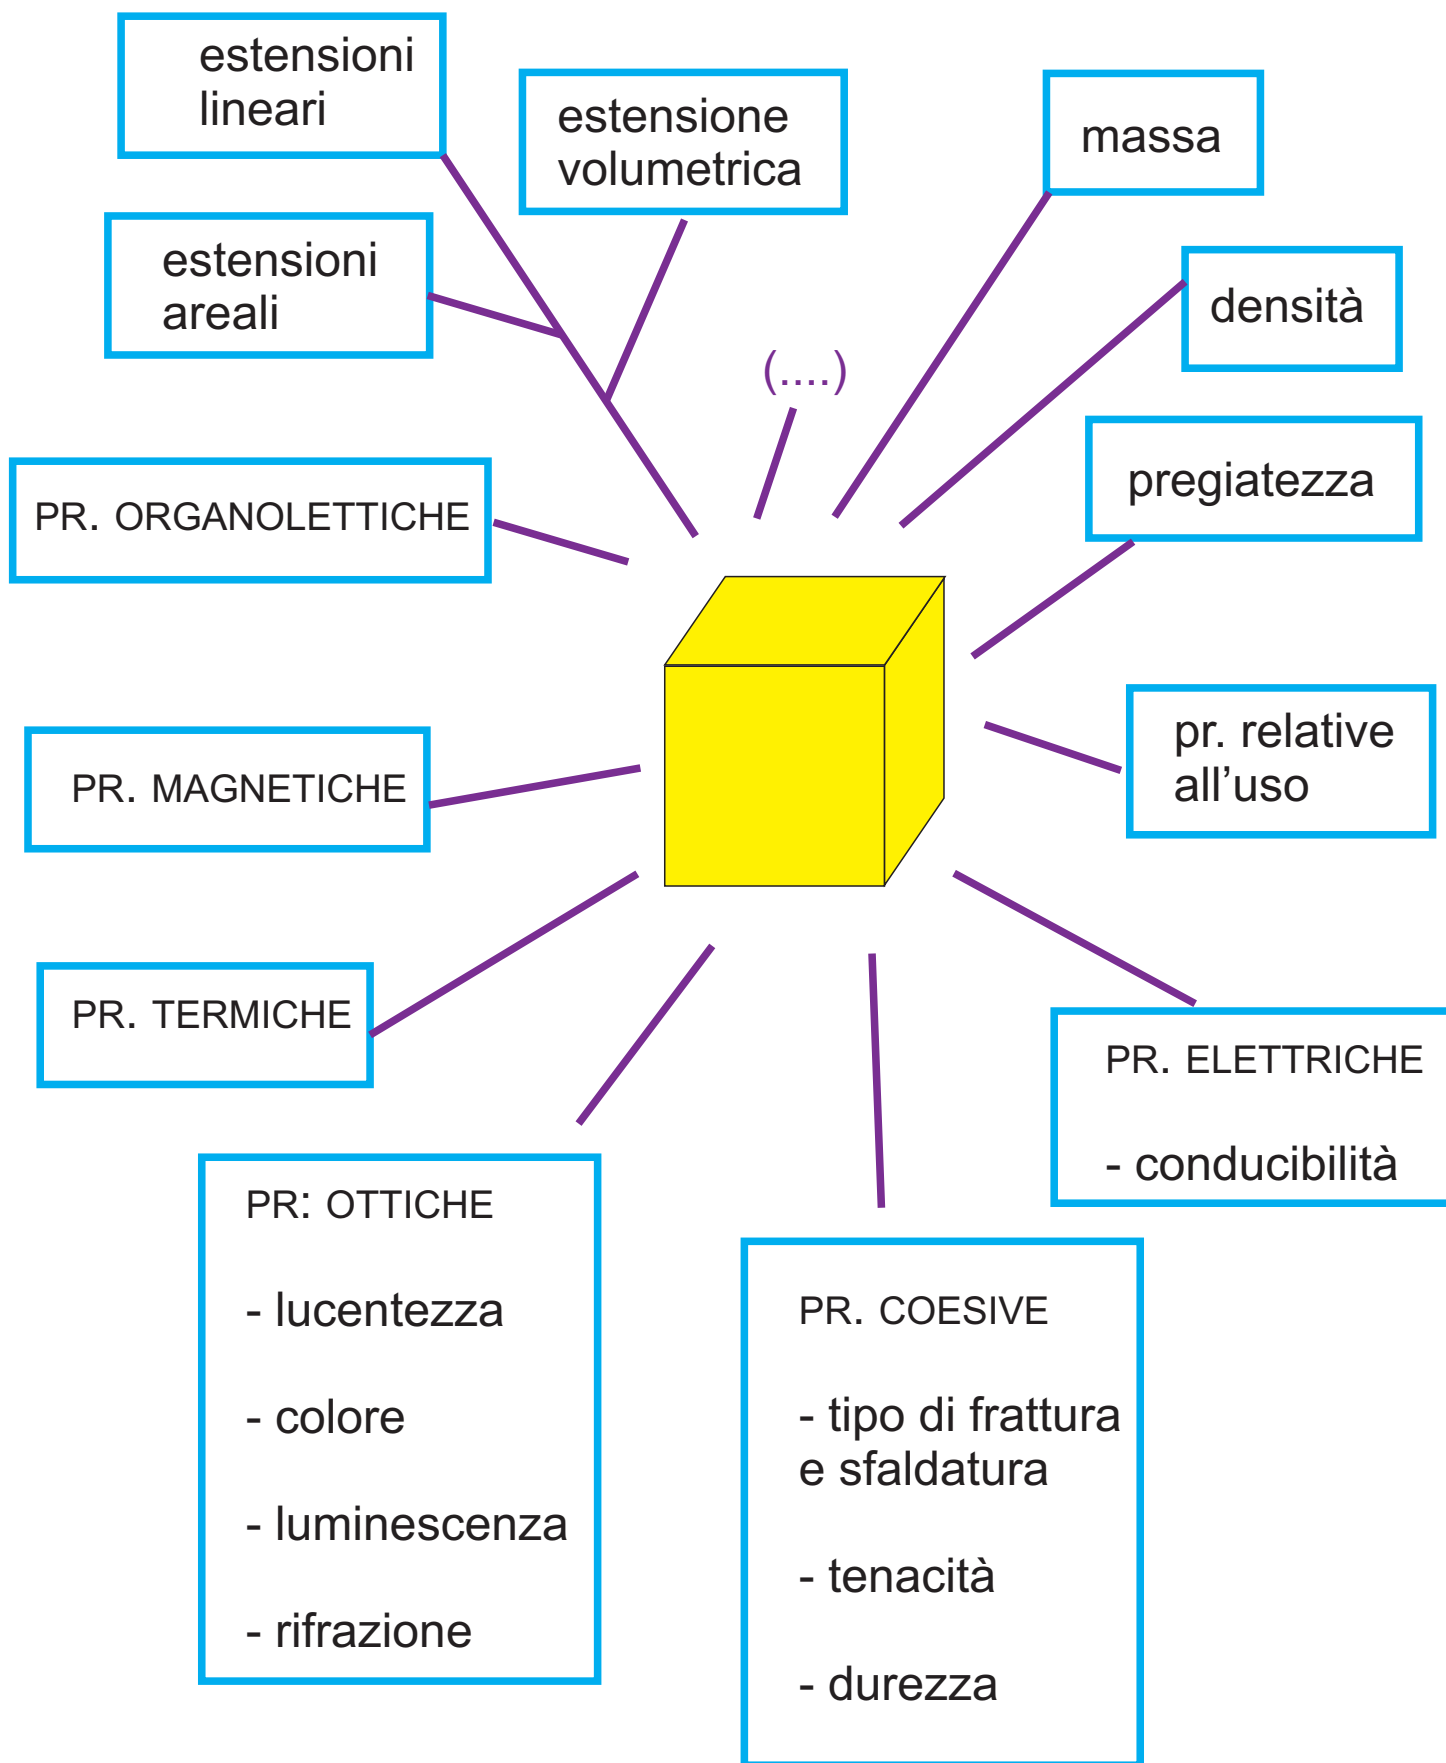 estensioni
lineari
estensione
volumetrica
massa
estensioni
areali
densità
(....)
pregiatezza
PR. ORGANOLETTICHE
pr. relative
all’uso
PR. MAGNETICHE
PR. TERMICHE
PR. ELETTRICHE
- conducibilità
PR: OTTICHE
- lucentezza
- colore
- luminescenza
- rifrazione
PR. COESIVE
- tipo di frattura
e sfaldatura
- tenacità
- durezza